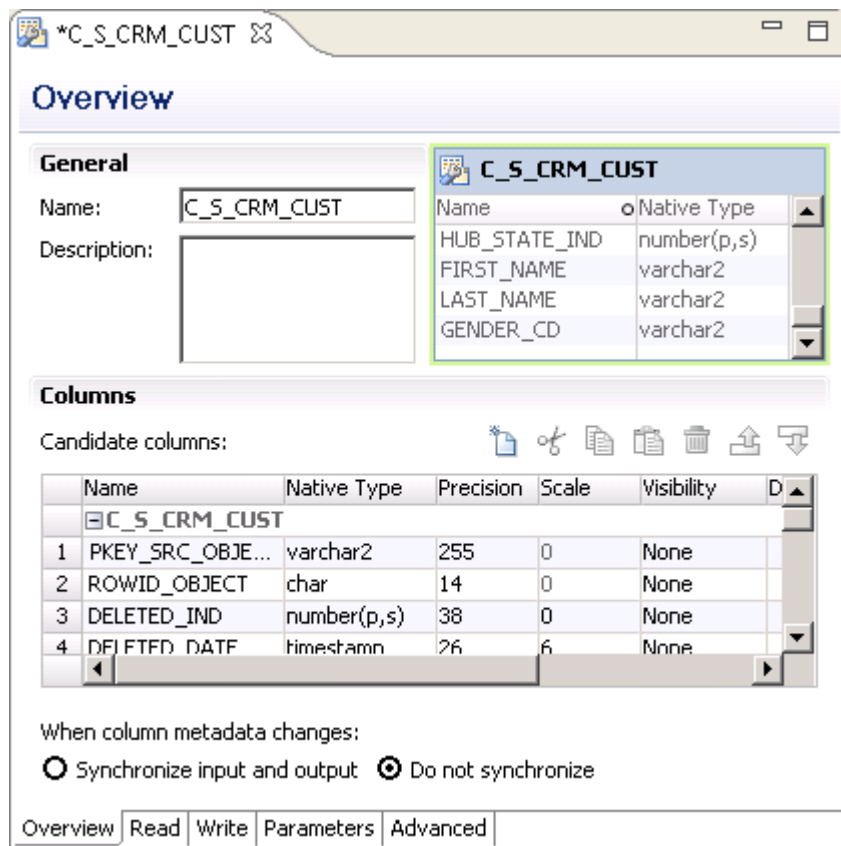 *C_S_CRM_CUST
Overview
General
Name: C_S_CRM_CUST
Description:
C_S_CRM_CUST
Name Native Type
HUB_STATE_IND number(p,s)
FIRST_NAME varchar2
LAST_NAME varchar2
GENDER_CD varchar2
Columns
Candidate columns:
Name Native Type Precision Scale Visibility D
C_S_CRM_CUST
1 PKEY_SRC_OBJE... varchar2 255 0 None
2 ROWID_OBJECT char 14 0 None
3 DELETED_IND number(p,s) 38 0 None
4 DELETED_DATE timestamp 26 6 None
When column metadata changes:
Synchronize input and output Do not synchronize
Overview Read Write Parameters Advanced